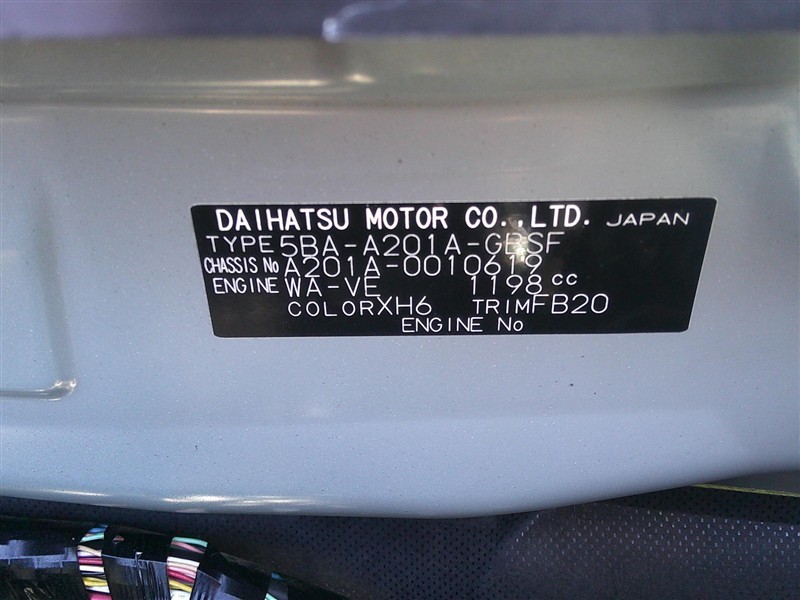 DAIHATSU MOTOR CO.,LTD. JAPAN
TYPE 5BA-A201A-GBSF
CHASSIS No A201A-0010619
ENGINE WA-VE 1198 cc
COLOR XH6 TRIM FB20
ENGINE No